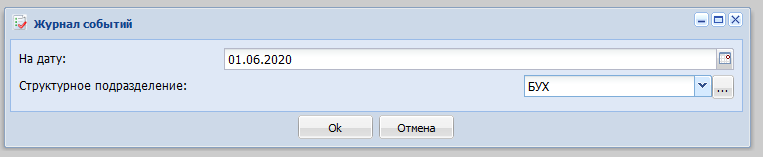 Журнал событий
На дату: 01.06.2020
Структурное подразделение: БУХ ...
Ok Отмена